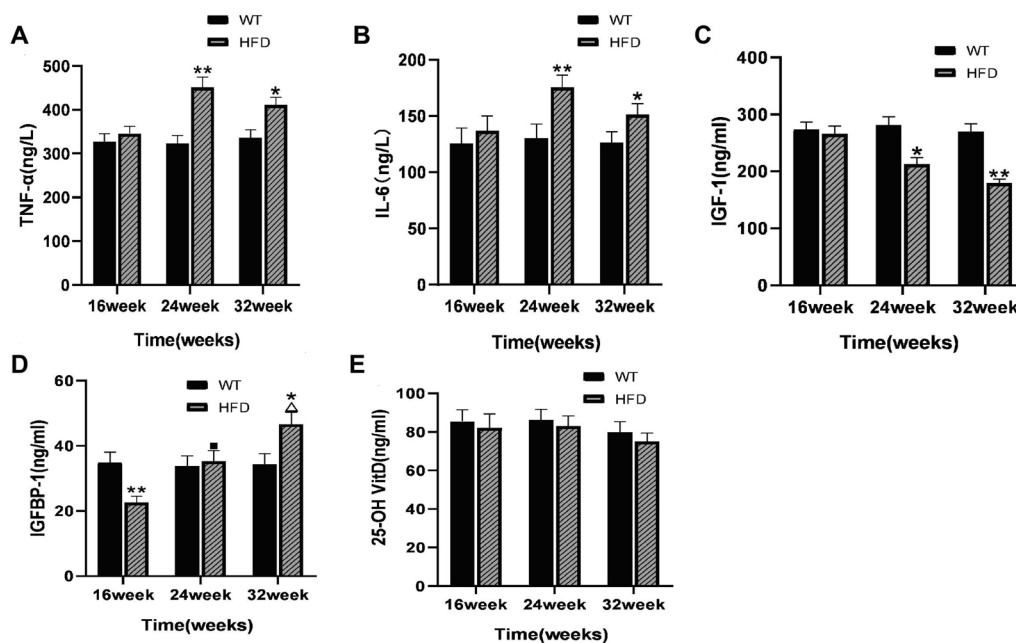 A
WT
HFD
TNF-α(ng/L)
500
400
300
200
100
0
**
*
16week 24week 32week
Time(weeks)
B
WT
HFD
IL-6(ng/L)
200
150
100
50
0
**
*
16week 24week 32week
Time(weeks)
C
WT
HFD
IGF-1(ng/ml)
400
300
200
100
0
*
**
16week 24week 32week
Time(weeks)
D
WT
HFD
IGFBP-1(ng/ml)
60
40
20
0
**
■
*
△
16week 24week 32week
Time(weeks)
E
WT
HFD
25-OH VitD(ng/ml)
100
80
60
40
20
0
16week 24week 32week
Time(weeks)